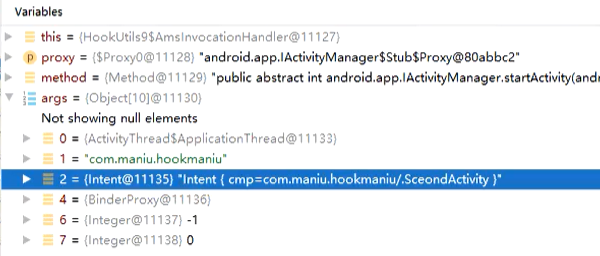 Variables
this = {HookUtils9$AmsInvocationHandler@11127}
proxy = {$Proxy0@11128} "android.app.IActivityManager$Stub$Proxy@80abbc2"
method = {Method@11129} "public abstract int android.app.IActivityManager.startActivity(and
args = {Object[10]@11130}
Not showing null elements
0 = {ActivityThread$ApplicationThread@11133}
1 = "com.maniu.hookmaniu"
2 = {Intent@11135} "Intent { cmp=com.maniu.hookmaniu/.SceondActivity }"
4 = {BinderProxy@11136}
6 = {Integer@11137} -1
7 = {Integer@11138} 0